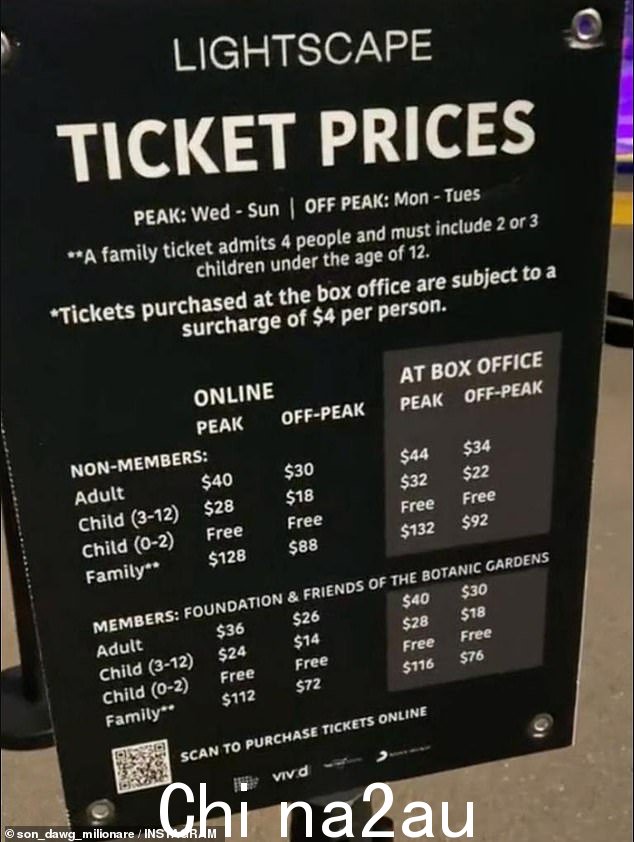 LIGHTSCAPE
TICKET PRICES
PEAK: Wed - Sun | OFF PEAK: Mon - Tues
**A family ticket admits 4 people and must include 2 or 3
children under the age of 12.
*Tickets purchased at the box office are subject to a
surcharge of $4 per person.
ONLINE AT BOX OFFICE
PEAK OFF-PEAK PEAK OFF-PEAK
NON-MEMBERS:
Adult $40 $30 $44 $34
Child (3-12) $28 $18 $32 $22
Child (0-2) Free Free Free Free
Family** $128 $88 $132 $92
MEMBERS: FOUNDATION & FRIENDS OF THE BOTANIC GARDENS
Adult $36 $26 $40 $30
Child (3-12) $24 $14 $28 $18
Child (0-2) Free Free Free Free
Family** $112 $72 $116 $76
SCAN TO PURCHASE TICKETS ONLINE
vivid
Chi na2au
© son_dawg_milionare / INSTAGRAM